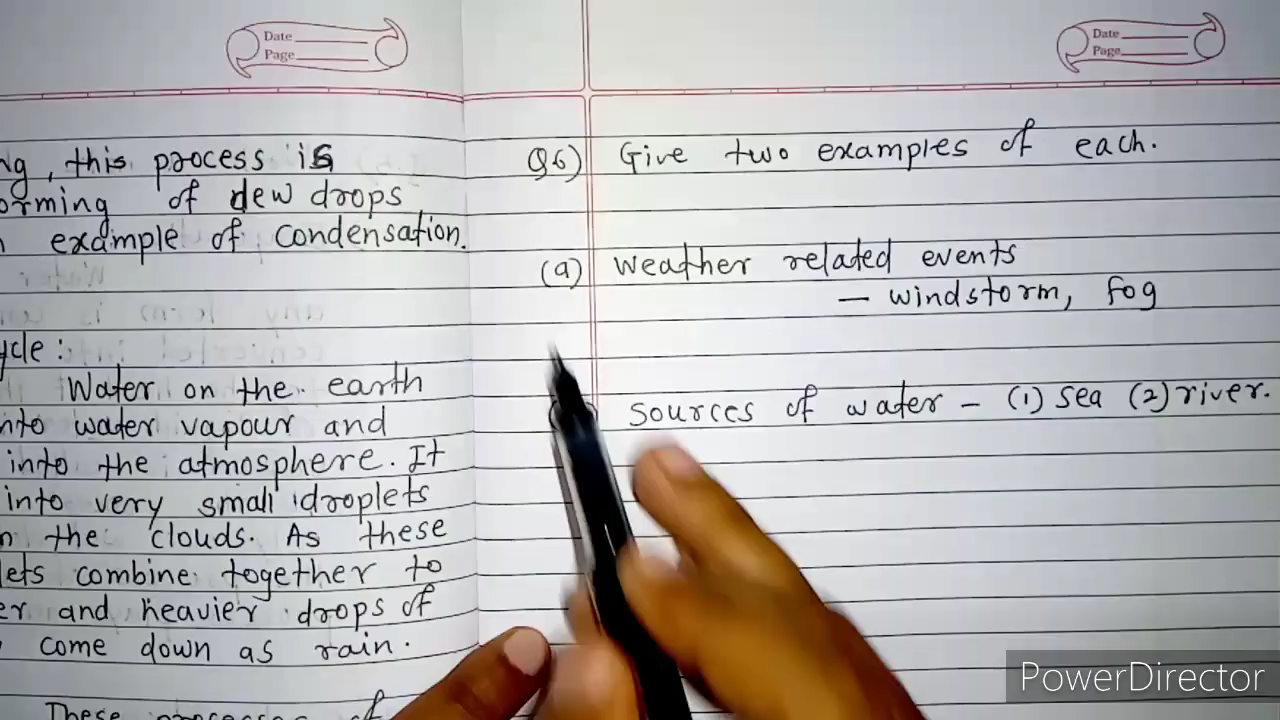 Date
Page
ng, this process is
orming of dew drops
example of condensation.
ycle:
Water on the earth
nto water vapour and
into the atmosphere. It
into very small droplets
n the clouds. As these
lets combine together to
er and heavier drops of
come down as rain.
These processes of
Date
Page
Q6) Give two examples of each.
(a) Weather related events
— windstorm, fog
Sources of water - (1) sea (2) river.
PowerDirector